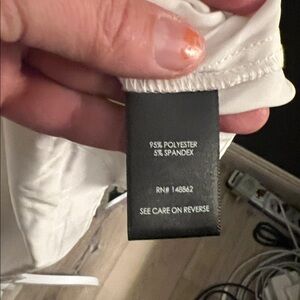 95% POLYESTER
5% SPANDEX
RN# 148862
SEE CARE ON REVERSE